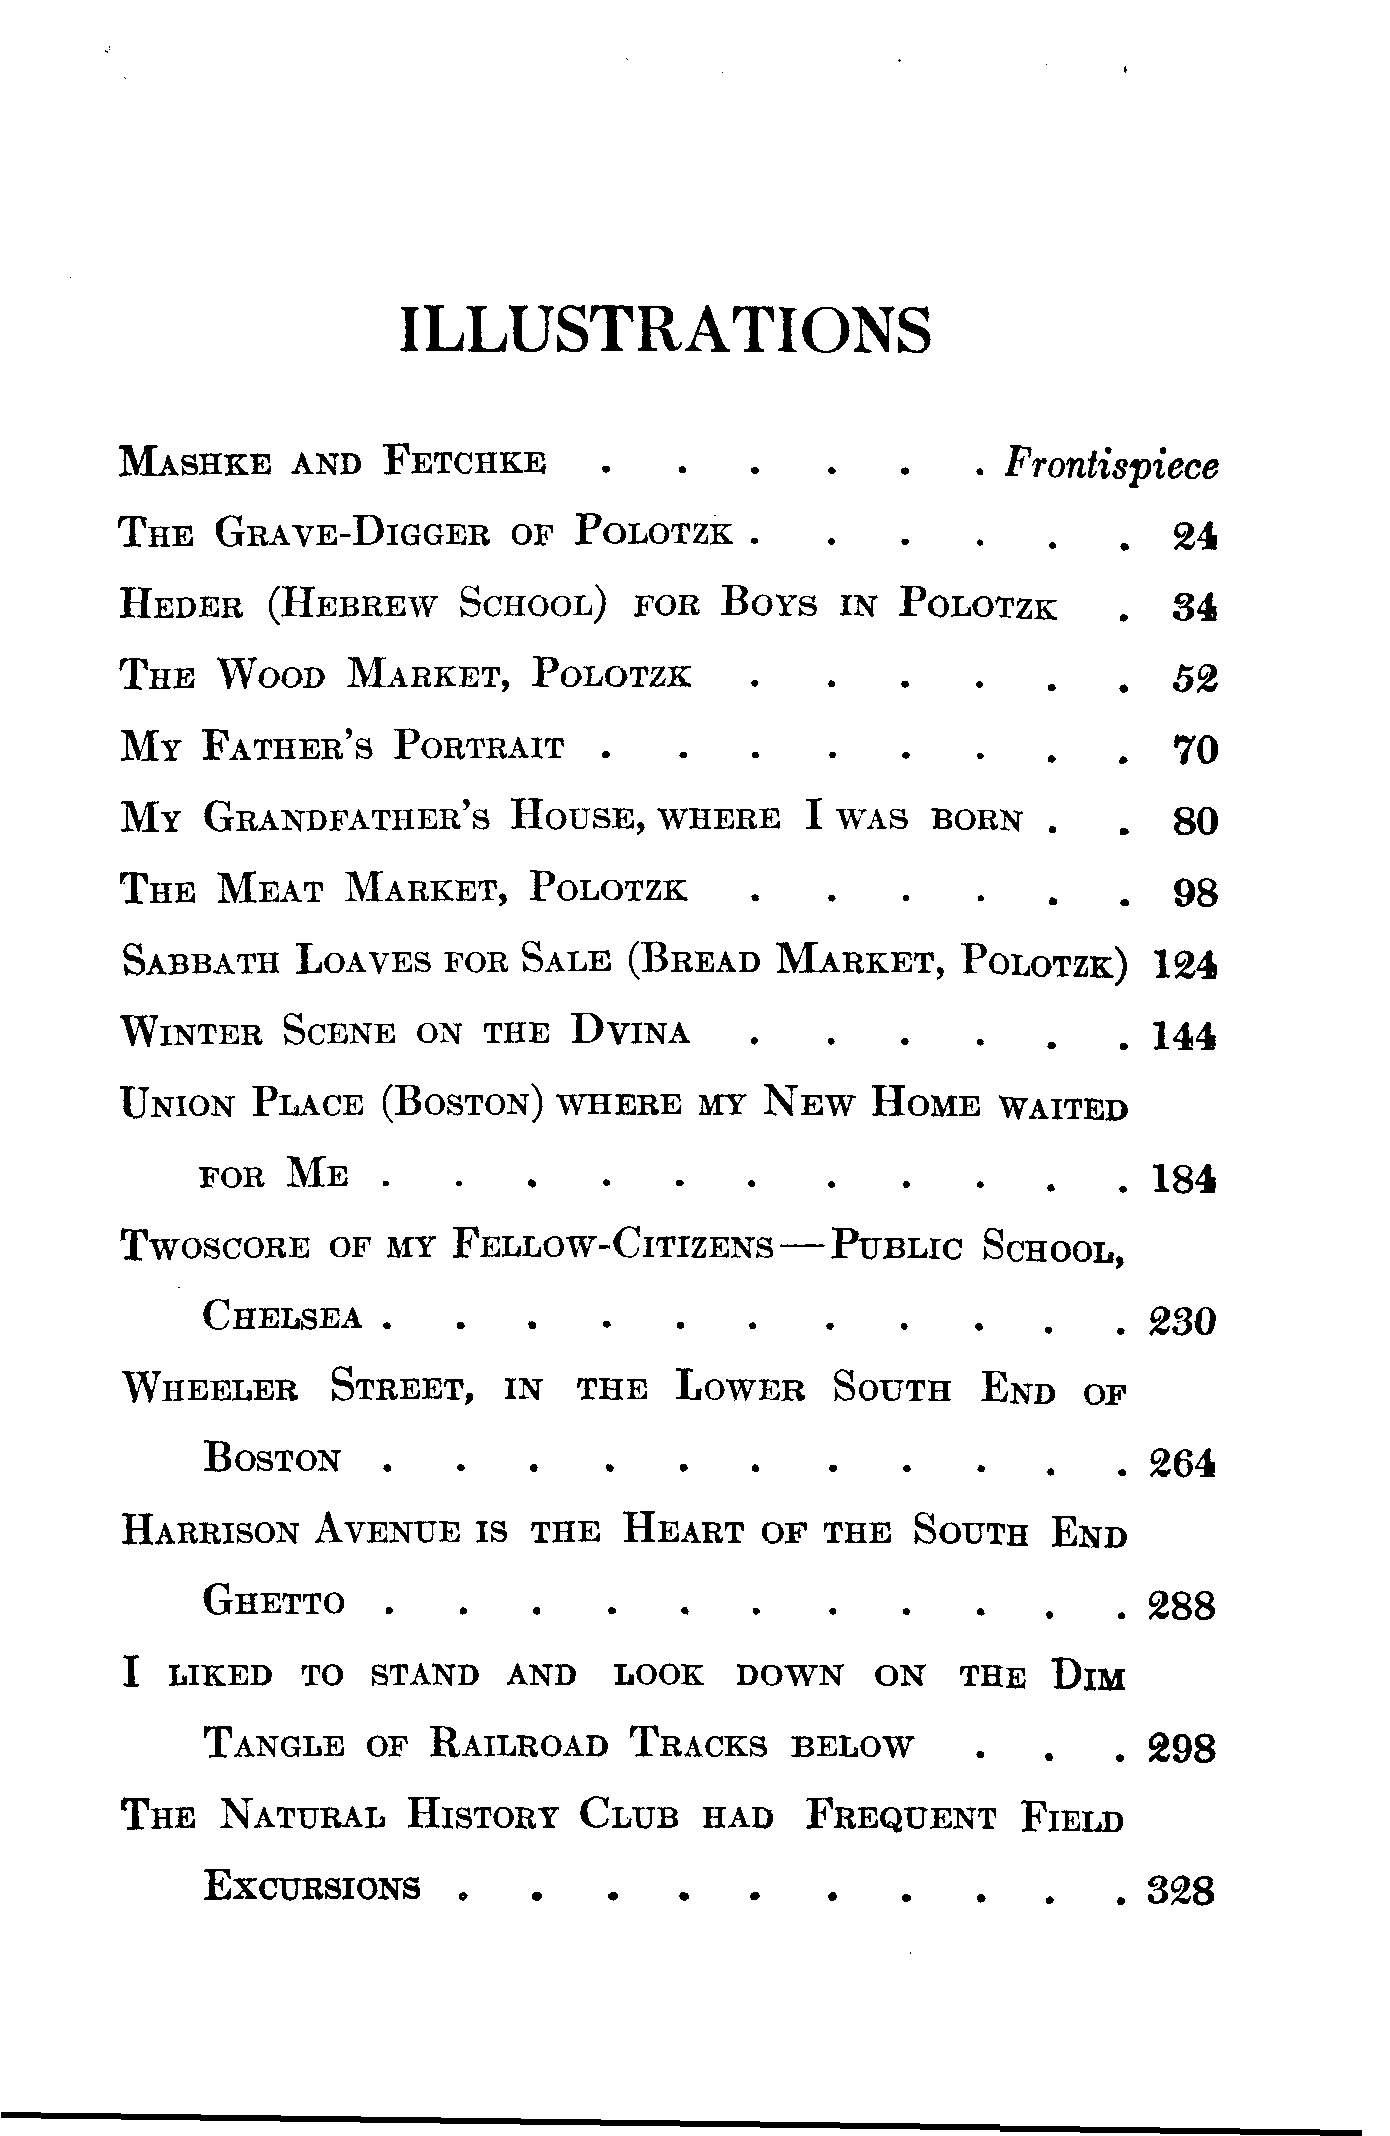 ILLUSTRATIONS
Mashke and Fetchke . . . . . . Frontispiece
The Grave-Digger of Polotzk . . . . . . 24
Heder (Hebrew School) for Boys in Polotzk . 34
The Wood Market, Polotzk . . . . . . 52
My Father's Portrait . . . . . . . . 70
My Grandfather's House, where I was born . . 80
The Meat Market, Polotzk . . . . . . 98
Sabbath Loaves for Sale (Bread Market, Polotzk) 124
Winter Scene on the Dvina . . . . . . 144
Union Place (Boston) where my New Home waited
for Me . . . . . . . . . . . 184
Twoscore of my Fellow-Citizens—Public School,
Chelsea . . . . . . . . . . . 230
Wheeler Street, in the Lower South End of
Boston . . . . . . . . . . . 264
Harrison Avenue is the Heart of the South End
Ghetto . . . . . . . . . . . 288
I liked to stand and look down on the Dim
Tangle of Railroad Tracks below . . . 298
The Natural History Club had Frequent Field
Excursions . . . . . . . . . . 328